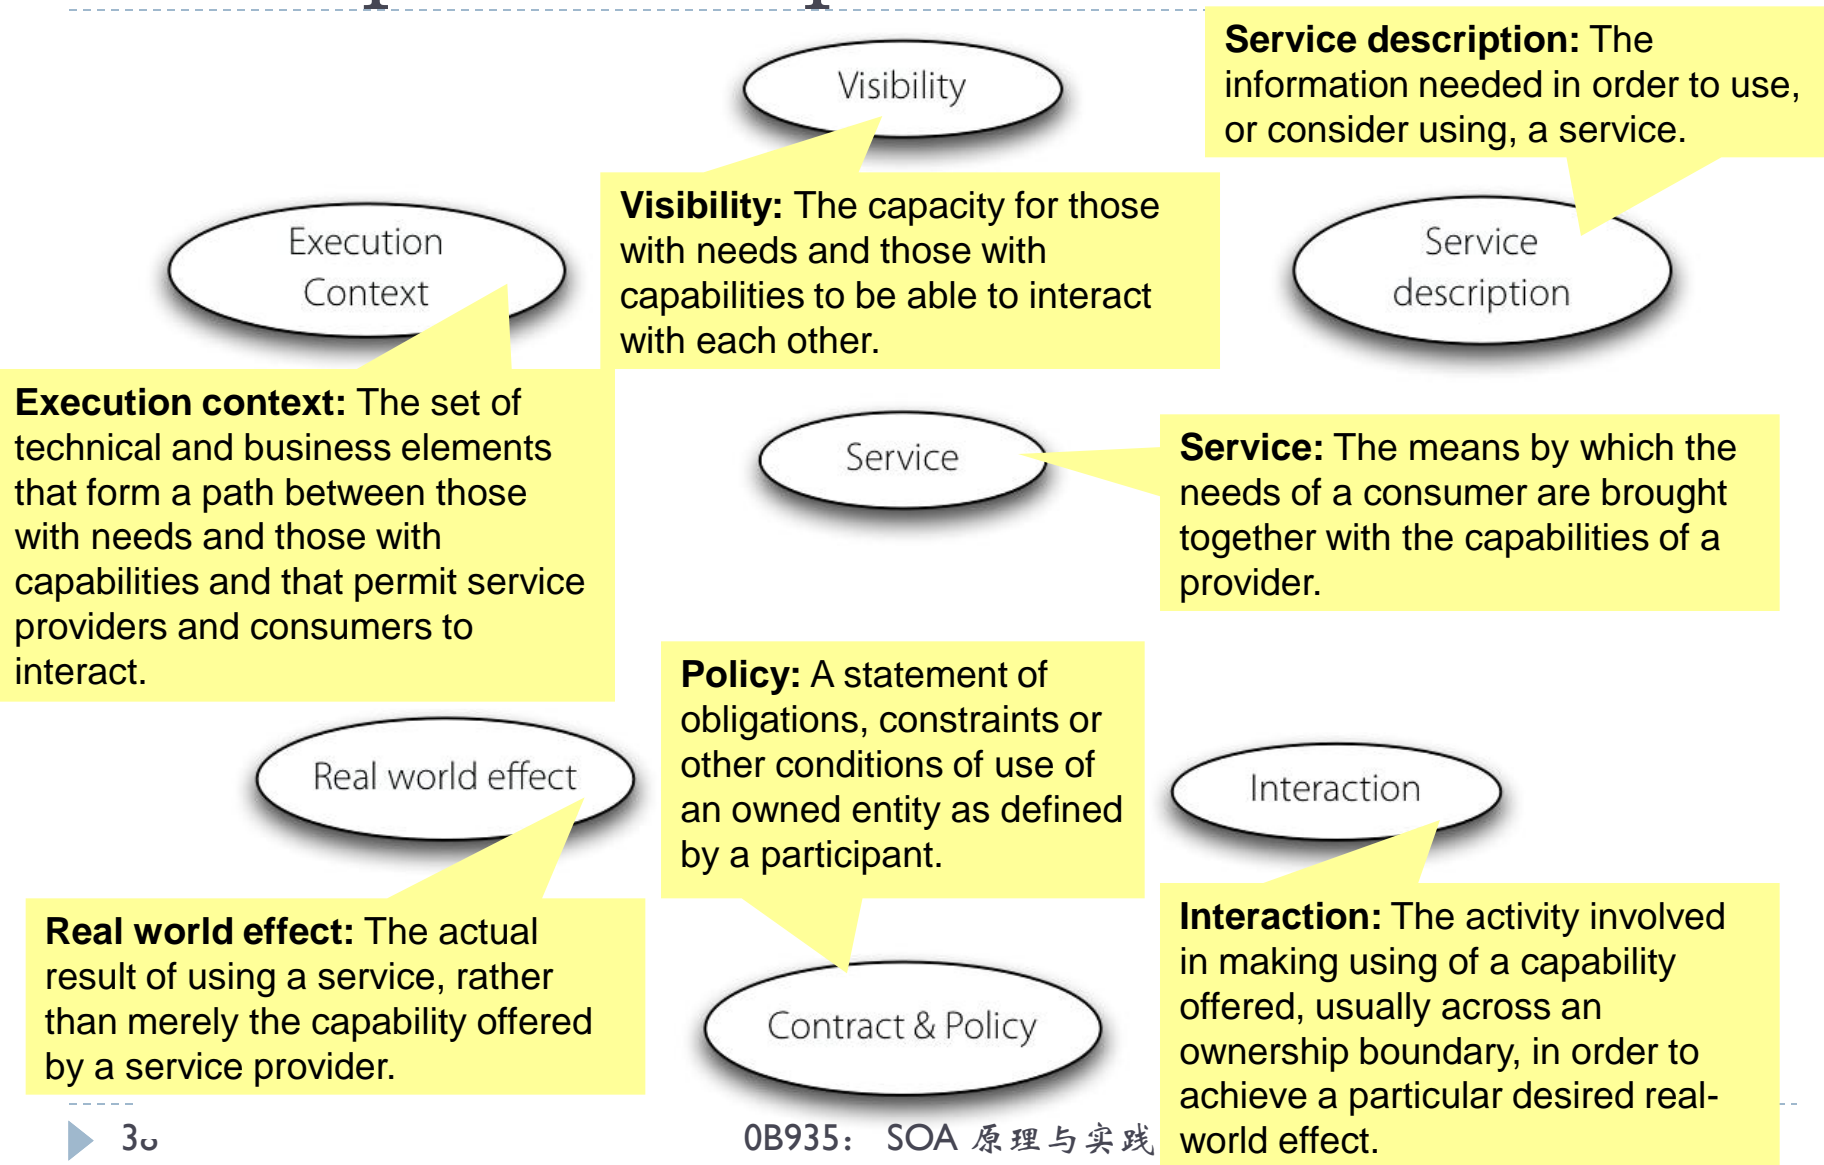 Visibility
Service description: The
information needed in order to use,
or consider using, a service.
Execution
Context
Visibility: The capacity for those
with needs and those with
capabilities to be able to interact
with each other.
Service
description
Execution context: The set of
technical and business elements
that form a path between those
with needs and those with
capabilities and that permit service
providers and consumers to
interact.
Service
Service: The means by which the
needs of a consumer are brought
together with the capabilities of a
provider.
Real world effect
Policy: A statement of
obligations, constraints or
other conditions of use of
an owned entity as defined
by a participant.
Interaction
Real world effect: The actual
result of using a service, rather
than merely the capability offered
by a service provider.
Contract & Policy
Interaction: The activity involved
in making using of a capability
offered, usually across an
ownership boundary, in order to
achieve a particular desired real-
world effect.
0B935: SOA 原理与实践